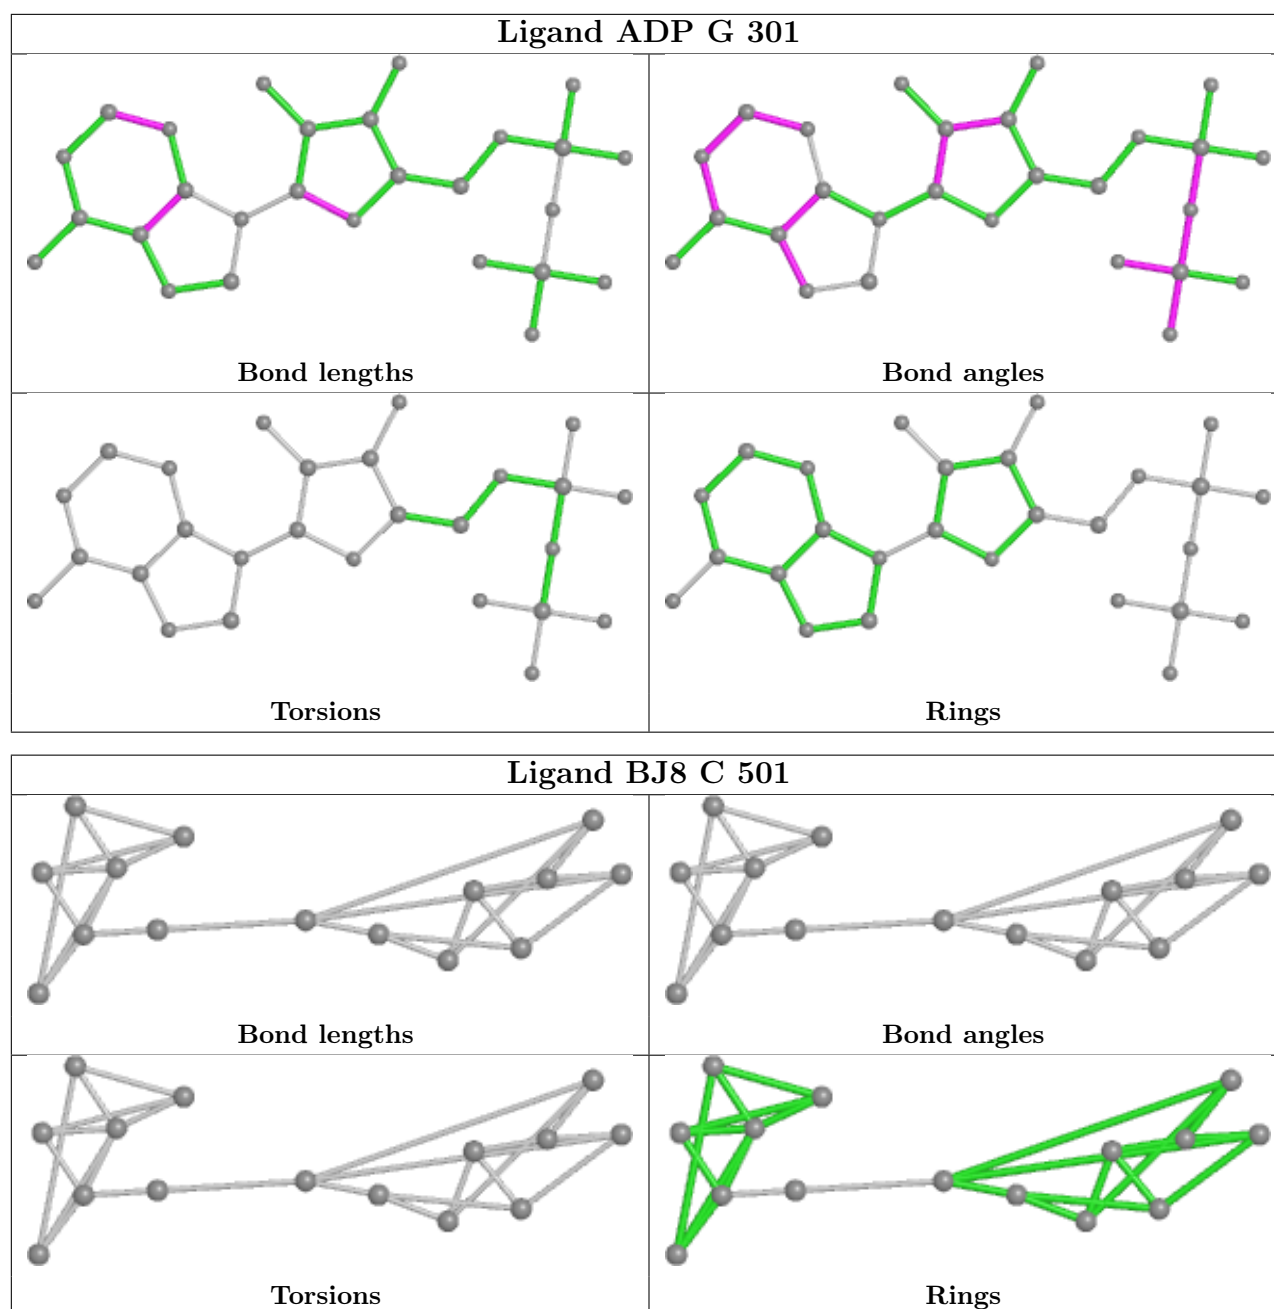 Ligand ADP G 301
Bond lengths
Bond angles
Torsions
Rings
Ligand BJ8 C 501
Bond lengths
Bond angles
Torsions
Rings